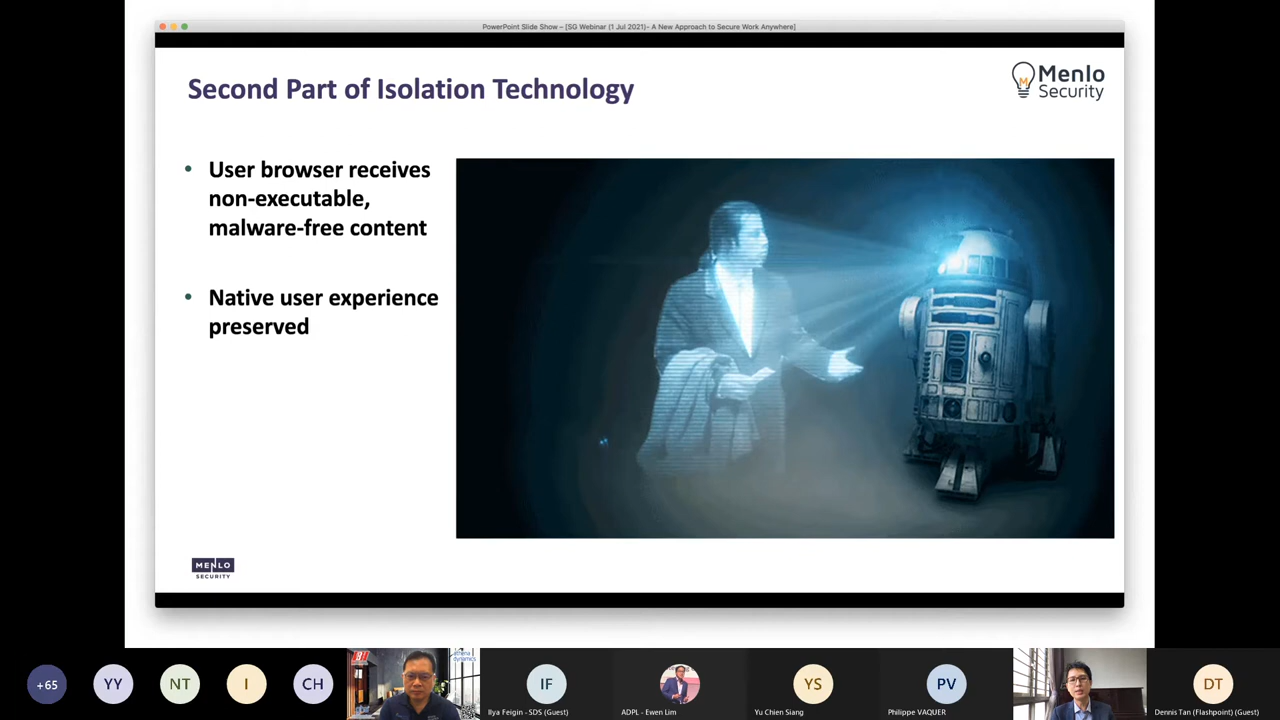 PowerPoint Slide Show – [SG Webinar (1 Jul 2021)- A New Approach to Secure Work Anywhere]
Second Part of Isolation Technology
Menlo
Security
• User browser receives
non-executable,
malware-free content
• Native user experience
preserved
MENLO
SECURITY
+65
YY
NT
I
CH
athena
dynamics
IF
Ilya Feigin - SDS (Guest)
ADPL - Ewen Lim
YS
Yu Chien Siang
PV
Philippe VAQUER
DT
Dennis Tan (Flashpoint) (Guest)